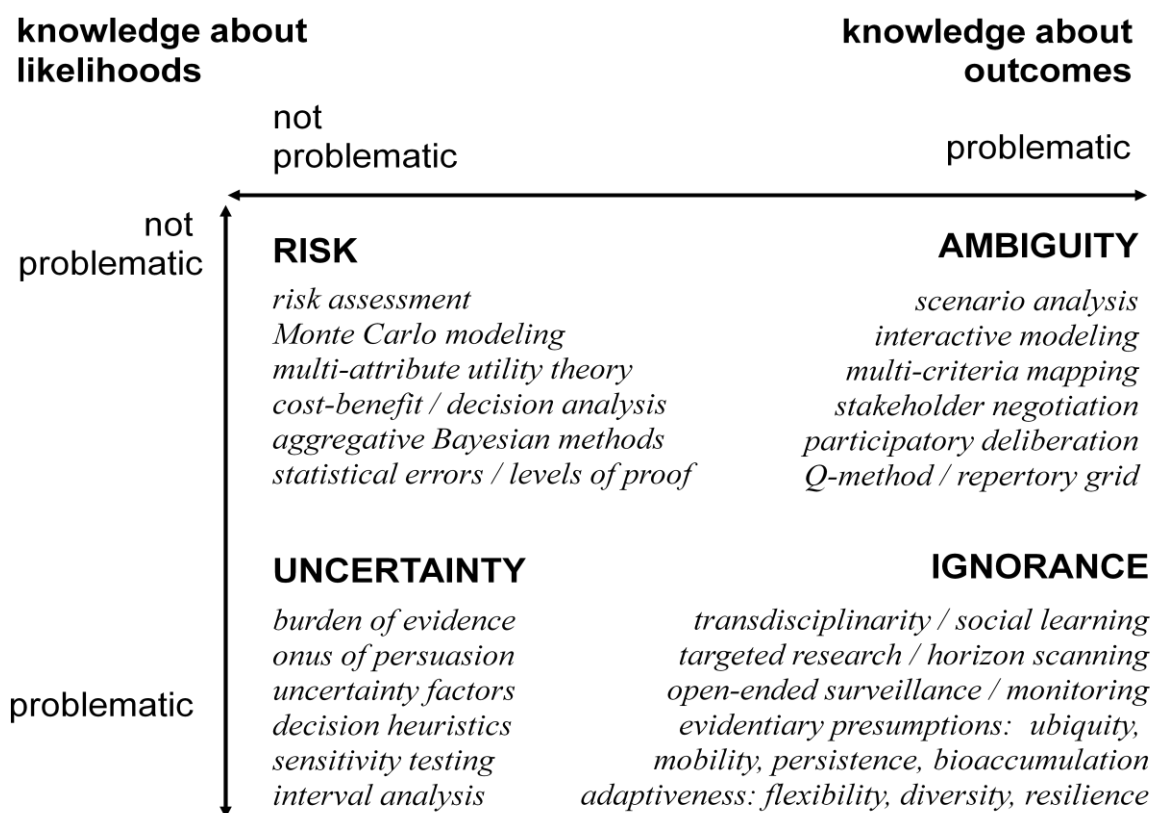 knowledge about
likelihoods
knowledge about
outcomes
not
problematic
problematic
not
problematic
RISK
risk assessment
Monte Carlo modeling
multi-attribute utility theory
cost-benefit / decision analysis
aggregative Bayesian methods
statistical errors / levels of proof
AMBIGUITY
scenario analysis
interactive modeling
multi-criteria mapping
stakeholder negotiation
participatory deliberation
Q-method / repertory grid
problematic
UNCERTAINTY
burden of evidence
onus of persuasion
uncertainty factors
decision heuristics
sensitivity testing
interval analysis
IGNORANCE
transdisciplinarity / social learning
targeted research / horizon scanning
open-ended surveillance / monitoring
evidentiary presumptions: ubiquity,
mobility, persistence, bioaccumulation
adaptiveness: flexibility, diversity, resilience